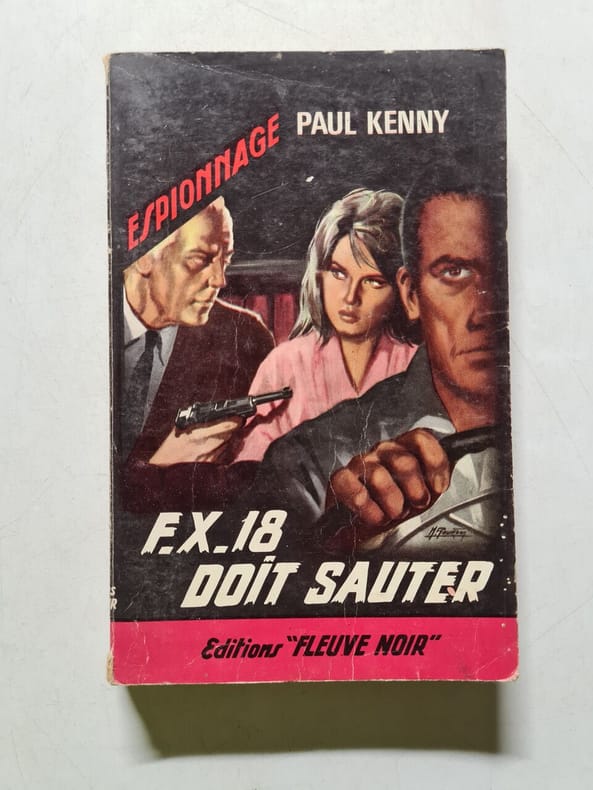 ESPIONNAGE
PAUL KENNY
F.X.18
DOIT SAUTER
Editions "FLEUVE NOIR"